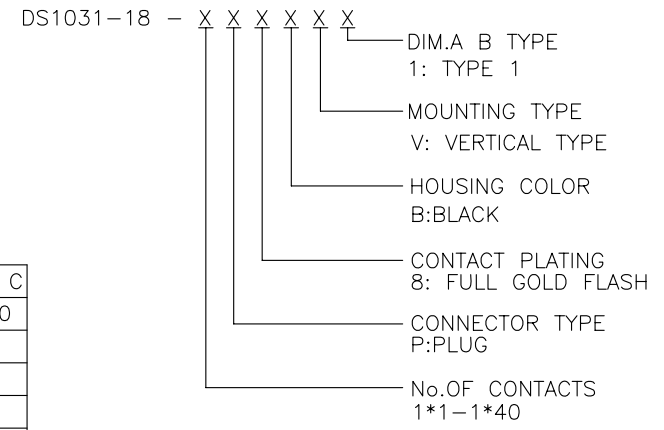 DS1031-18 - X X X X X X
DIM.A B TYPE
1: TYPE 1
MOUNTING TYPE
V: VERTICAL TYPE
HOUSING COLOR
B:BLACK
CONTACT PLATING
8: FULL GOLD FLASH
CONNECTOR TYPE
P:PLUG
No.OF CONTACTS
1*1-1*40
C
0